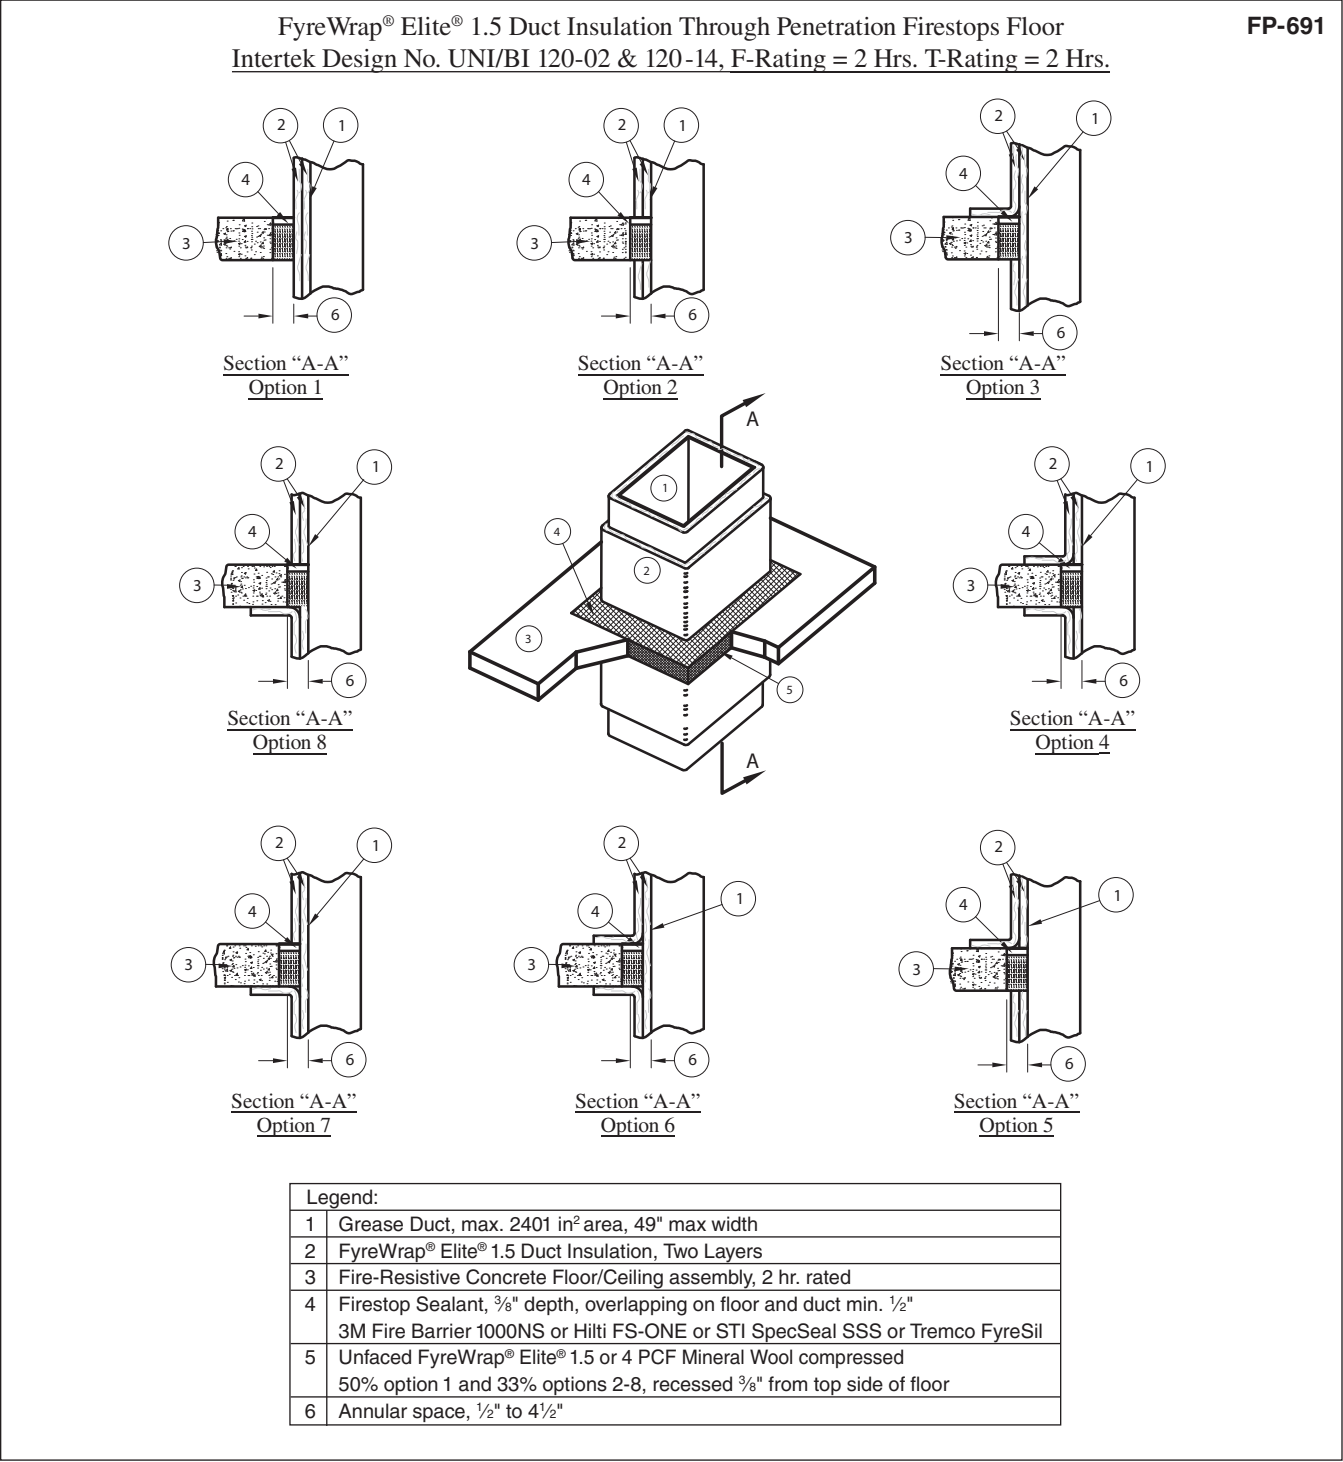 FyreWrap® Elite® 1.5 Duct Insulation Through Penetration Firestops Floor
FP-691
Intertek Design No. UNI/BI 120-02 & 120-14, F-Rating = 2 Hrs. T-Rating = 2 Hrs.
2 1
4
3
6
Section “A-A”
Option 1
2 1
4
3
6
Section “A-A”
Option 2
2 1
4
3
6
Section “A-A”
Option 3
A
1
4
2
3
5
A
2 1
4
3
6
Section “A-A”
Option 8
2 1
4
3
6
Section “A-A”
Option 4
2 1
4
3
6
Section “A-A”
Option 7
2
1
4
3
6
Section “A-A”
Option 6
2
1
4
3
6
Section “A-A”
Option 5
Legend:
1 Grease Duct, max. 2401 in² area, 49" max width
2 FyreWrap® Elite® 1.5 Duct Insulation, Two Layers
3 Fire-Resistive Concrete Floor/Ceiling assembly, 2 hr. rated
4 Firestop Sealant, ⅜" depth, overlapping on floor and duct min. ½"
3M Fire Barrier 1000NS or Hilti FS-ONE or STI SpecSeal SSS or Tremco FyreSil
5 Unfaced FyreWrap® Elite® 1.5 or 4 PCF Mineral Wool compressed
50% option 1 and 33% options 2-8, recessed ⅜" from top side of floor
6 Annular space, ½" to 4½"